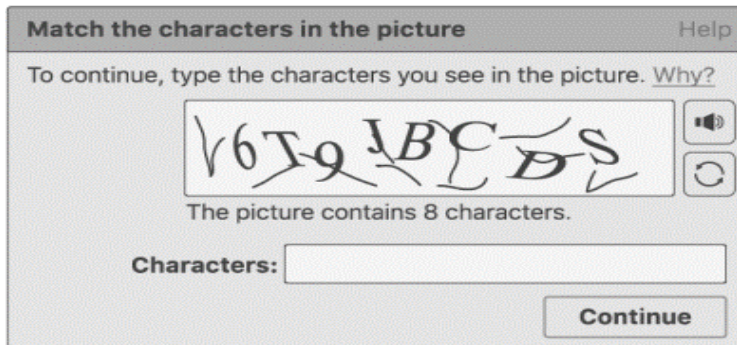 Match the characters in the picture Help
To continue, type the characters you see in the picture. Why?
6T9JBCDS
The picture contains 8 characters.
Characters:
Continue